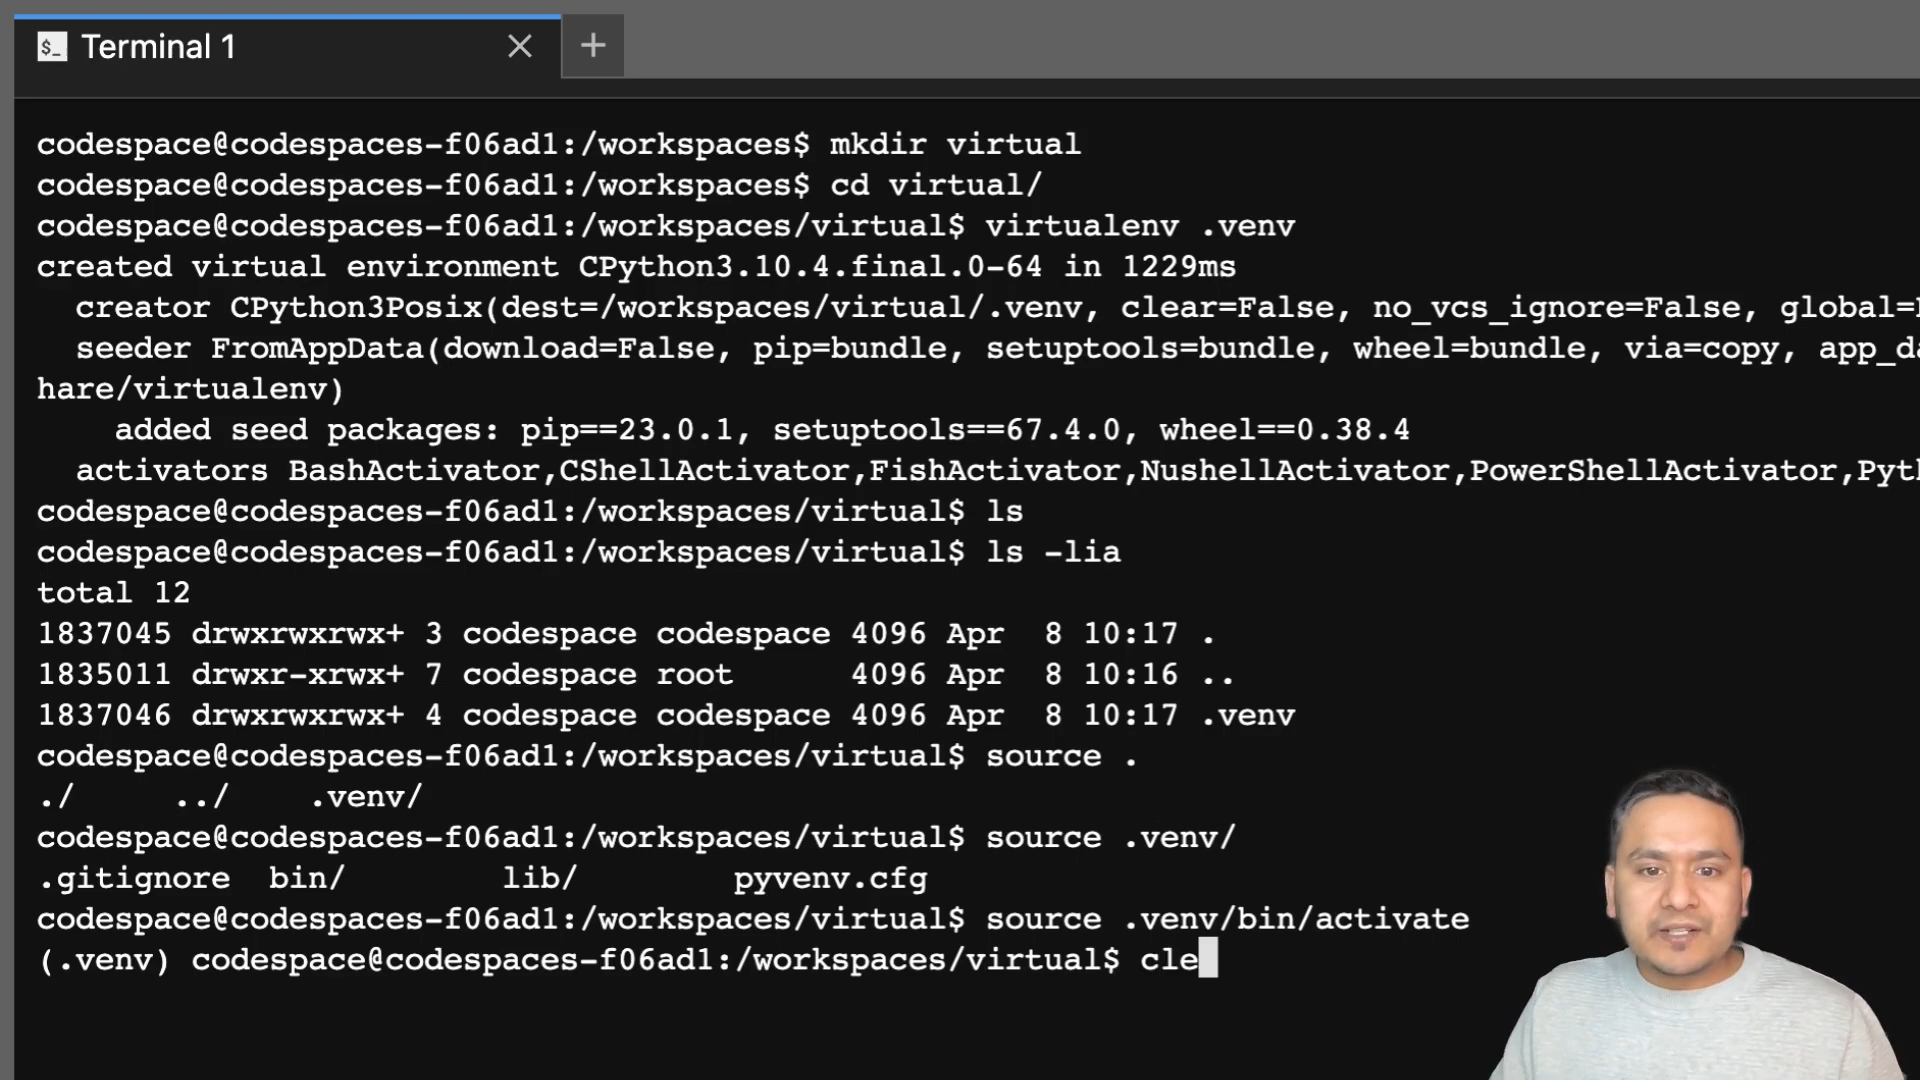 $_ Terminal 1
codespace@codespaces-f06ad1:/workspaces$ mkdir virtual
codespace@codespaces-f06ad1:/workspaces$ cd virtual/
codespace@codespaces-f06ad1:/workspaces/virtual$ virtualenv .venv
created virtual environment CPython3.10.4.final.0-64 in 1229ms
  creator CPython3Posix(dest=/workspaces/virtual/.venv, clear=False, no_vcs_ignore=False, global=
  seeder FromAppData(download=False, pip=bundle, setuptools=bundle, wheel=bundle, via=copy, app_da
hare/virtualenv)
    added seed packages: pip==23.0.1, setuptools==67.4.0, wheel==0.38.4
  activators BashActivator,CShellActivator,FishActivator,NushellActivator,PowerShellActivator,Pyth
codespace@codespaces-f06ad1:/workspaces/virtual$ ls
codespace@codespaces-f06ad1:/workspaces/virtual$ ls -lia
total 12
1837045 drwxrwxrwx+ 3 codespace codespace 4096 Apr  8 10:17 .
1835011 drwxr-xrwx+ 7 codespace root      4096 Apr  8 10:16 ..
1837046 drwxrwxrwx+ 4 codespace codespace 4096 Apr  8 10:17 .venv
codespace@codespaces-f06ad1:/workspaces/virtual$ source .
./     ../    .venv/
codespace@codespaces-f06ad1:/workspaces/virtual$ source .venv/
.gitignore  bin/        lib/        pyvenv.cfg
codespace@codespaces-f06ad1:/workspaces/virtual$ source .venv/bin/activate
(.venv) codespace@codespaces-f06ad1:/workspaces/virtual$ cle